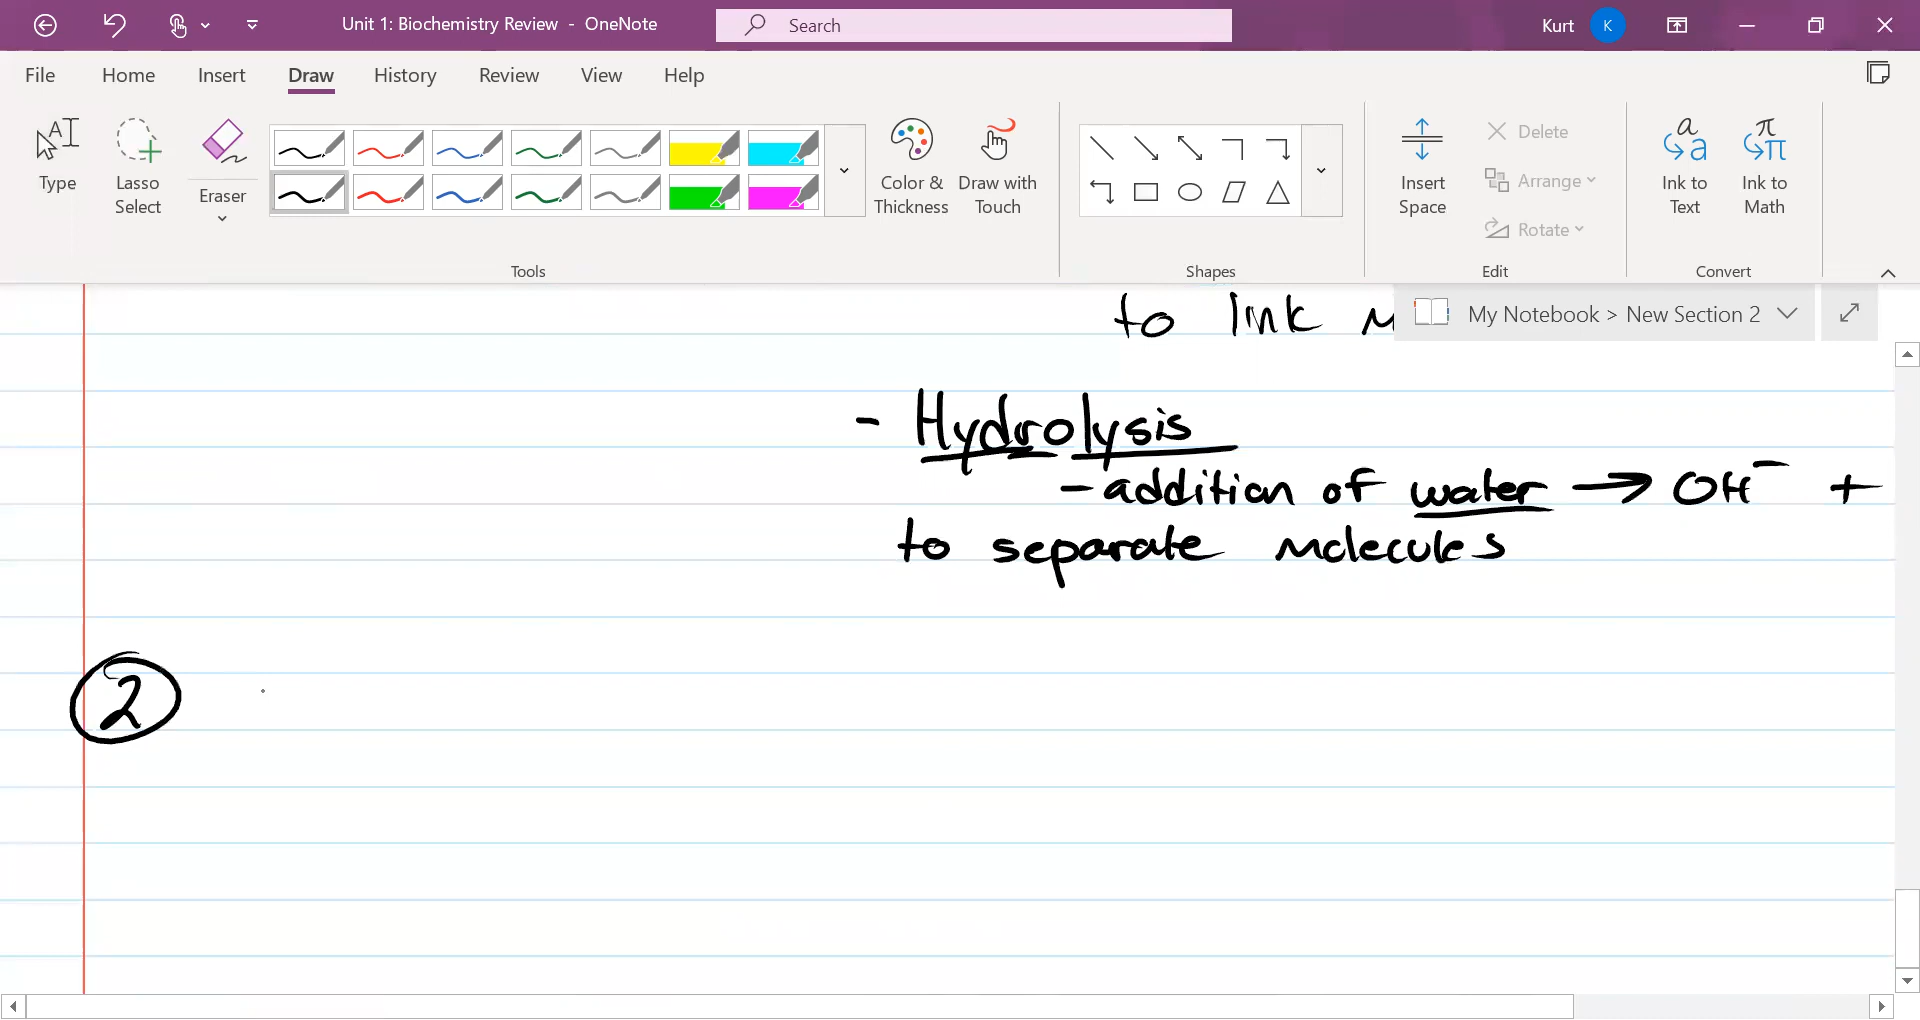 Unit 1: Biochemistry Review - OneNote
Search
Kurt
K
File Home Insert Draw History Review View Help
Type
Lasso Select
Eraser
Color & Thickness
Draw with Touch
Insert Space
Delete
Arrange
Rotate
Ink to Text
Ink to Math
Tools
Shapes
Edit
Convert
My Notebook > New Section 2
to link
- Hydrolysis
- addition of water → OH⁻ +
to separate molecules
2